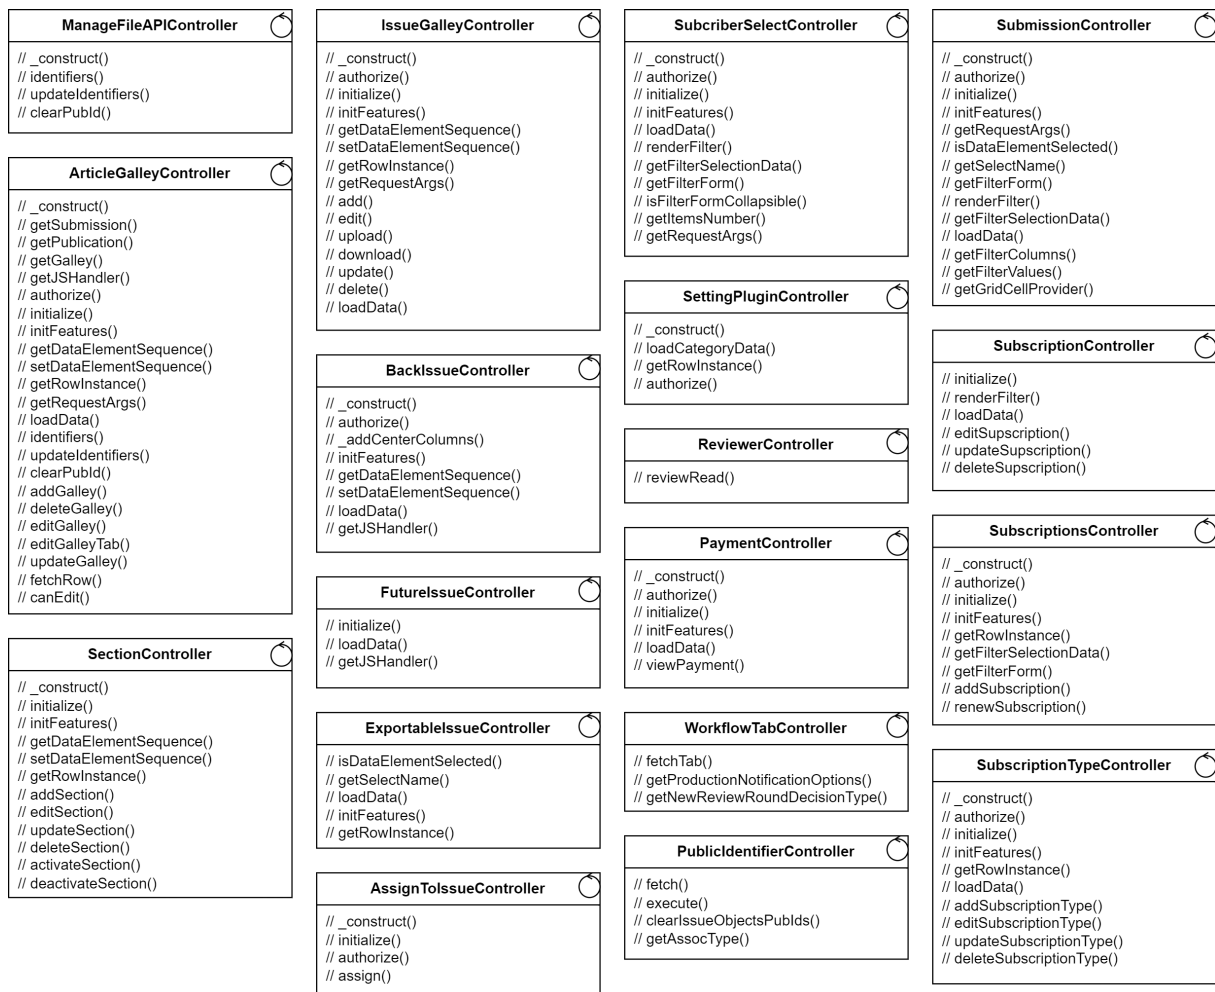 ManageFileAPIController
// _construct()
// identifiers()
// updateIdentifiers()
// clearPubId()
ArticleGalleyController
// _construct()
// getSubmission()
// getPublication()
// getGalley()
// getJSHandler()
// authorize()
// initialize()
// initFeatures()
// getDataElementSequence()
// setDataElementSequence()
// getRowInstance()
// getRequestArgs()
// loadData()
// identifiers()
// updateIdentifiers()
// clearPubId()
// addGalley()
// deleteGalley()
// editGalley()
// editGalleyTab()
// updateGalley()
// fetchRow()
// canEdit()
SectionController
// _construct()
// initialize()
// initFeatures()
// getDataElementSequence()
// setDataElementSequence()
// getRowInstance()
// addSection()
// editSection()
// updateSection()
// deleteSection()
// activateSection()
// deactivateSection()
IssueGalleyController
// _construct()
// authorize()
// initialize()
// initFeatures()
// getDataElementSequence()
// setDataElementSequence()
// getRowInstance()
// getRequestArgs()
// add()
// edit()
// upload()
// download()
// update()
// delete()
// loadData()
BackIssueController
// _construct()
// authorize()
// _addCenterColumns()
// initFeatures()
// getDataElementSequence()
// setDataElementSequence()
// loadData()
// getJSHandler()
FutureIssueController
// initialize()
// loadData()
// getJSHandler()
ExportableIssueController
// isDataElementSelected()
// getSelectName()
// loadData()
// initFeatures()
// getRowInstance()
AssignToIssueController
// _construct()
// initialize()
// authorize()
// assign()
SubcriberSelectController
// _construct()
// authorize()
// initialize()
// initFeatures()
// loadData()
// renderFilter()
// getFilterSelectionData()
// getFilterForm()
// isFilterFormCollapsible()
// getItemsNumber()
// getRequestArgs()
SettingPluginController
// _construct()
// loadCategoryData()
// getRowInstance()
// authorize()
ReviewerController
// reviewRead()
PaymentController
// _construct()
// authorize()
// initialize()
// initFeatures()
// loadData()
// viewPayment()
WorkflowTabController
// fetchTab()
// getProductionNotificationOptions()
// getNewReviewRoundDecisionType()
PublicIdentifierController
// fetch()
// execute()
// clearIssueObjectsPubIds()
// getAssocType()
SubmissionController
// _construct()
// authorize()
// initialize()
// initFeatures()
// getRequestArgs()
// isDataElementSelected()
// getSelectName()
// getFilterForm()
// renderFilter()
// getFilterSelectionData()
// loadData()
// getFilterColumns()
// getFilterValues()
// getGridCellProvider()
SubscriptionController
// initialize()
// renderFilter()
// loadData()
// editSupscription()
// updateSupscription()
// deleteSupscription()
SubscriptionsController
// _construct()
// authorize()
// initialize()
// initFeatures()
// getRowInstance()
// getFilterSelectionData()
// getFilterForm()
// addSubscription()
// renewSubscription()
SubscriptionTypeController
// _construct()
// authorize()
// initialize()
// initFeatures()
// getRowInstance()
// loadData()
// addSubscriptionType()
// editSubscriptionType()
// updateSubscriptionType()
// deleteSubscriptionType()